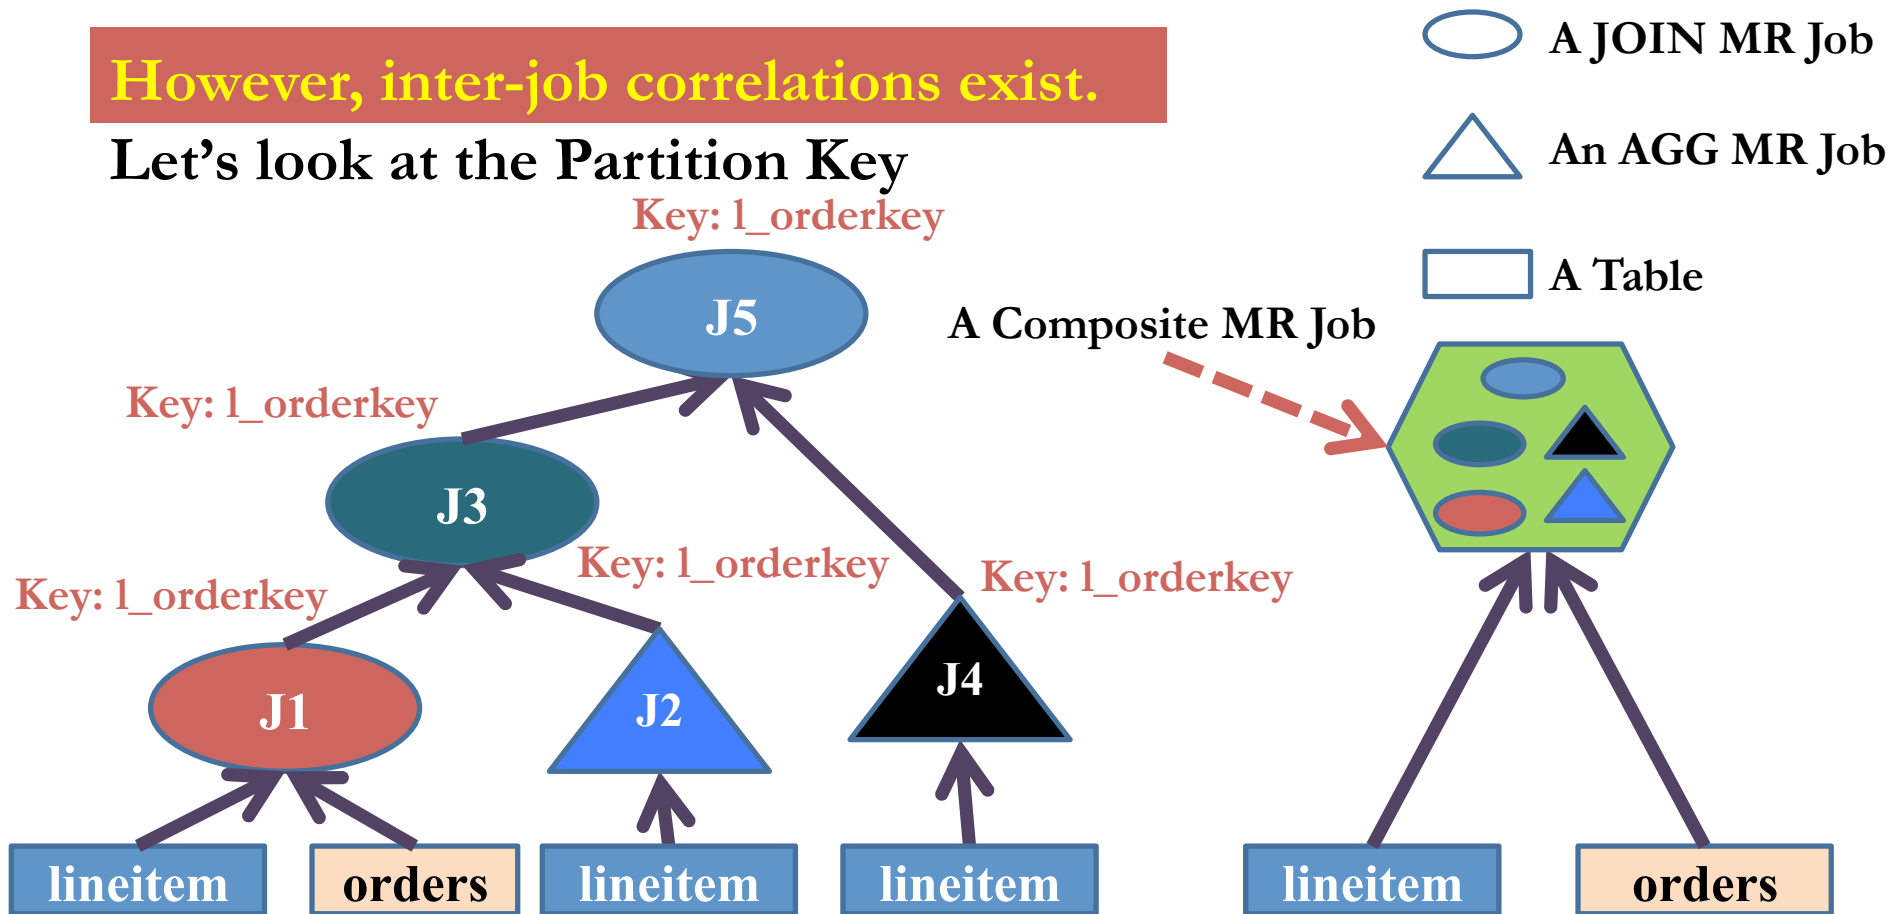 However, inter-job correlations exist.
Let's look at the Partition Key
A JOIN MR Job
An AGG MR Job
A Table
Key: l_orderkey
J5
A Composite MR Job
Key: l_orderkey
J3
Key: l_orderkey
Key: l_orderkey
Key: l_orderkey
J1
J2
J4
lineitem
orders
lineitem
lineitem
lineitem
orders